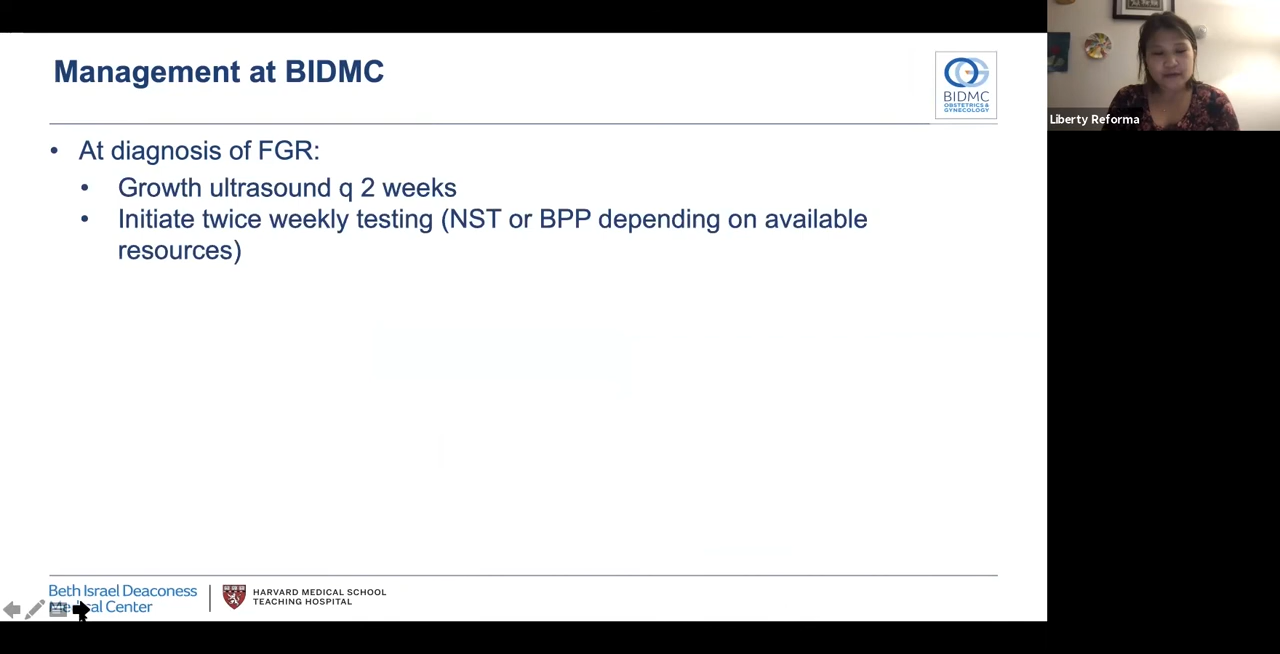 Management at BIDMC
OG
BIDMC
OBSTETRICS &
GYNECOLOGY
Liberty Reforma
• At diagnosis of FGR:
• Growth ultrasound q 2 weeks
• Initiate twice weekly testing (NST or BPP depending on available
resources)
Beth Israel Deaconess
Medical Center
HARVARD MEDICAL SCHOOL
TEACHING HOSPITAL